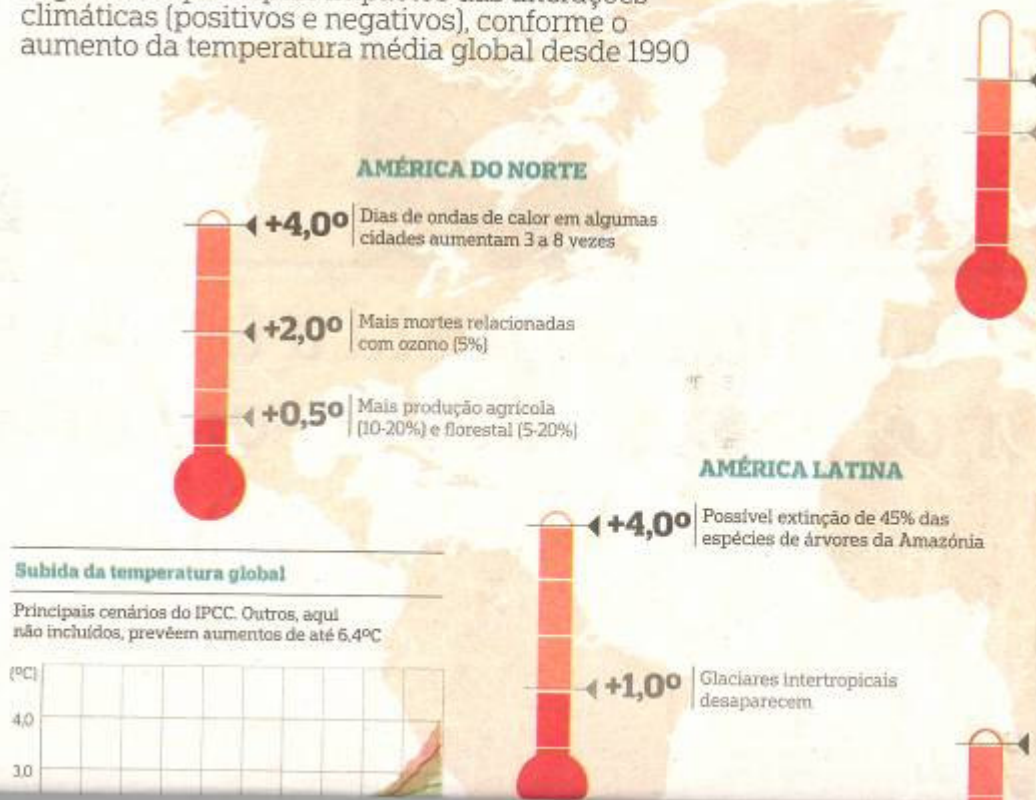 climáticas (positivos e negativos), conforme o
aumento da temperatura média global desde 1990
AMÉRICA DO NORTE
+4,0º
Dias de ondas de calor em algumas
cidades aumentam 3 a 8 vezes
+2,0º
Mais mortes relacionadas
com ozono (5%)
+0,5º
Mais produção agrícola
(10-20%) e florestal (5-20%)
AMÉRICA LATINA
+4,0º
Possível extinção de 45% das
espécies de árvores da Amazónia
+1,0º
Glaciares intertropicais
desaparecem
Subida da temperatura global
Principais cenários do IPCC. Outros, aqui
não incluídos, prevêem aumentos de até 6,4ºC
(ºC)
4,0
3,0